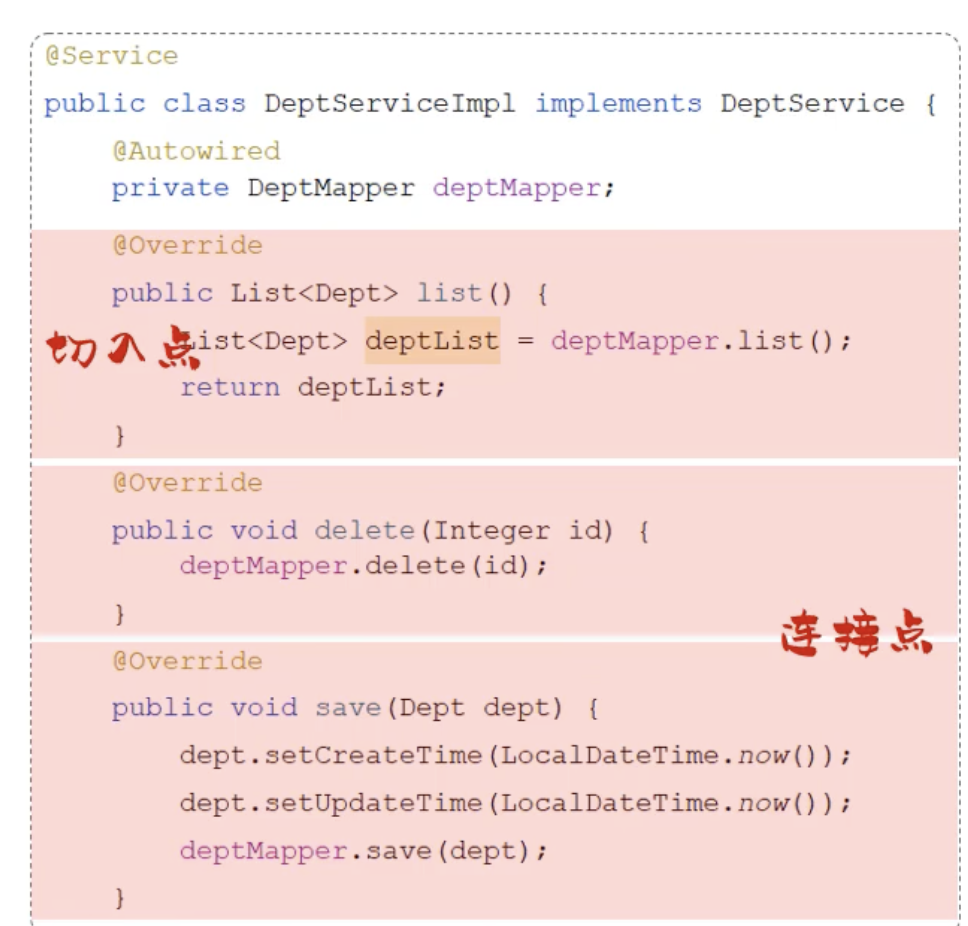 @Service
public class DeptServiceImpl implements DeptService {
@Autowired
private DeptMapper deptMapper;
@Override
public List<Dept> list() {
切入点
List<Dept> deptList = deptMapper.list();
return deptList;
}
@Override
public void delete(Integer id) {
deptMapper.delete(id);
}
连接点
@Override
public void save(Dept dept) {
dept.setCreateTime(LocalDateTime.now());
dept.setUpdateTime(LocalDateTime.now());
deptMapper.save(dept);
}